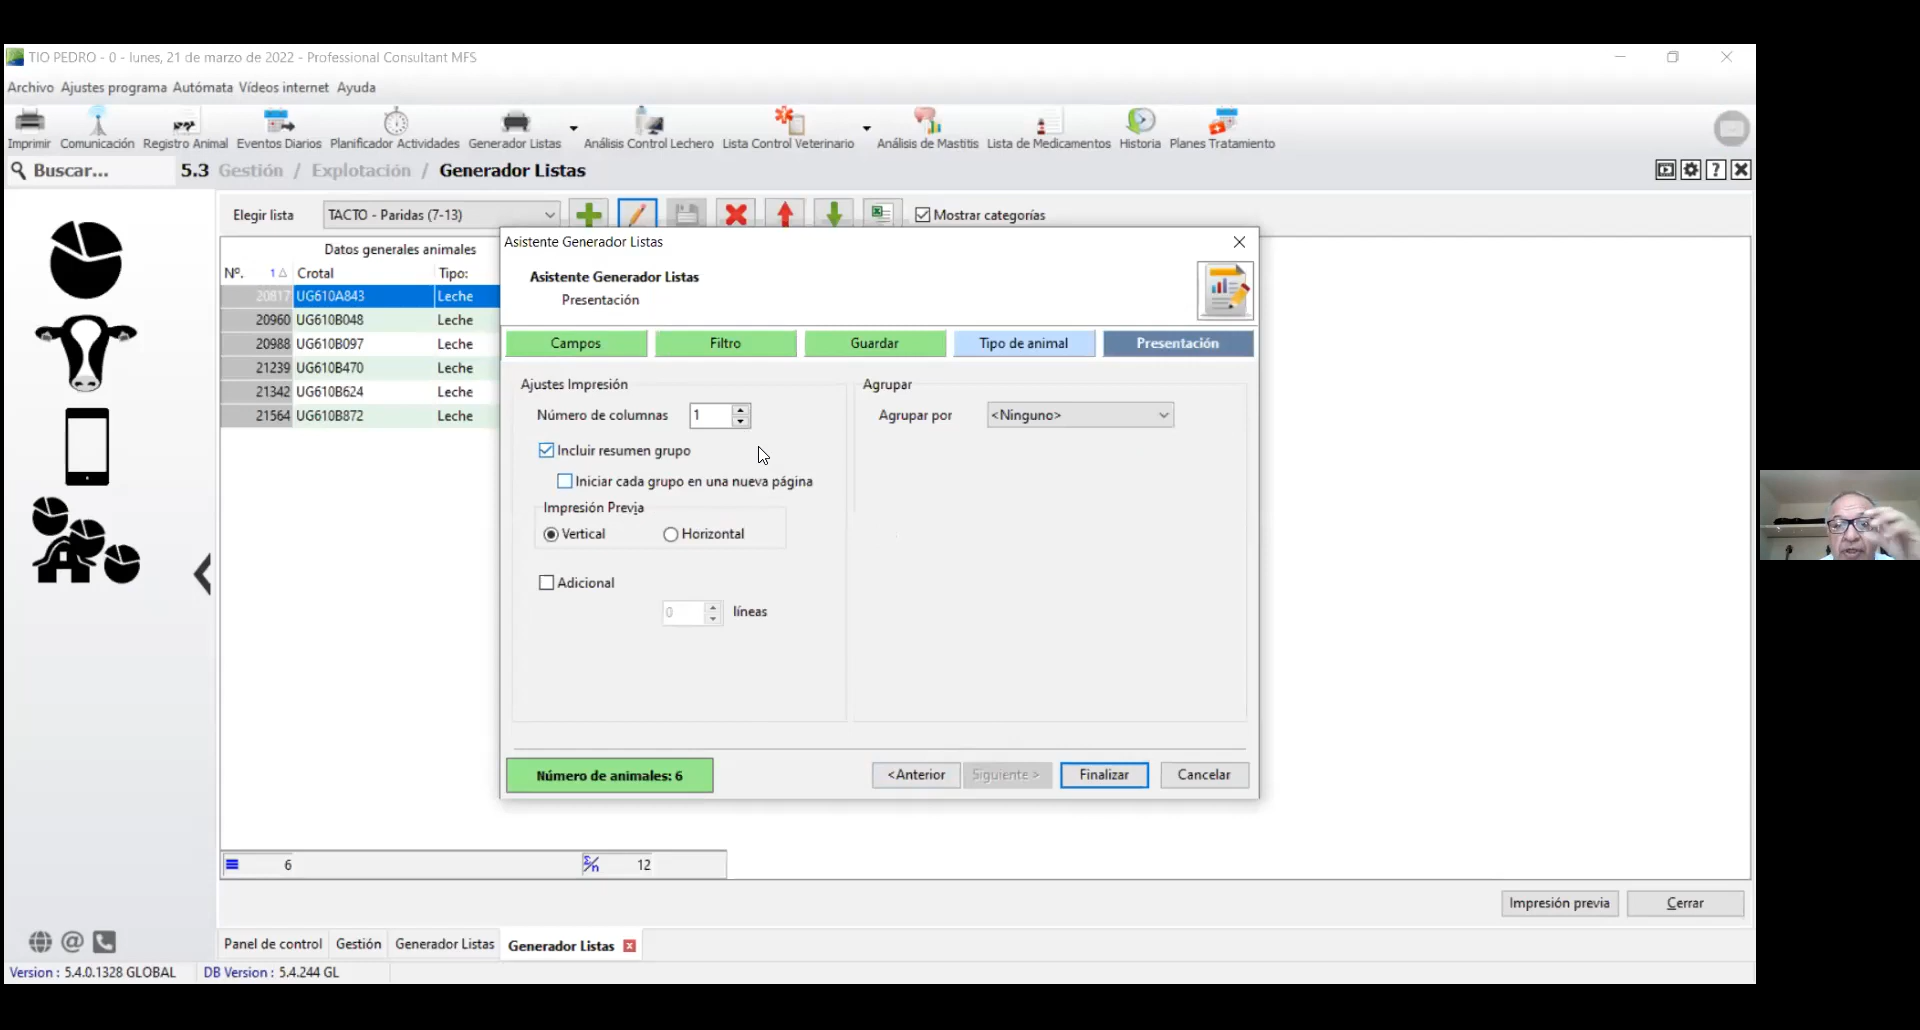 TIO PEDRO - 0 - lunes, 21 de marzo de 2022 - Professional Consultant MFS
Archivo Ajustes programa Autómata Vídeos internet Ayuda
Imprimir Comunicación Registro Animal Eventos Diarios Planificador Actividades Generador Listas Análisis Control Lechero Lista Control Veterinario Análisis de Mastitis Lista de Medicamentos Historia Planes Tratamiento
Buscar... 5.3 Gestión / Explotación / Generador Listas
Elegir lista TACTO - Paridas (7-13) Mostrar categorías
Datos generales animales
Nº. 1 Crotal Tipo:
20817 UG610A843 Leche
20960 UG610B048 Leche
20988 UG610B097 Leche
21239 UG610B470 Leche
21342 UG610B624 Leche
21564 UG610B872 Leche
Asistente Generador Listas
Asistente Generador Listas
Presentación
Campos Filtro Guardar Tipo de animal Presentación
Ajustes Impresión
Número de columnas 1
Incluir resumen grupo
Iniciar cada grupo en una nueva página
Impresión Previa
Vertical Horizontal
Adicional
0 líneas
Agrupar
Agrupar por <Ninguno>
Número de animales: 6
<Anterior Siguiente > Finalizar Cancelar
6 Σ/n 12
Impresión previa Cerrar
Panel de control Gestión Generador Listas Generador Listas
Version : 5.4.0.1328 GLOBAL DB Version : 5.4.244 GL